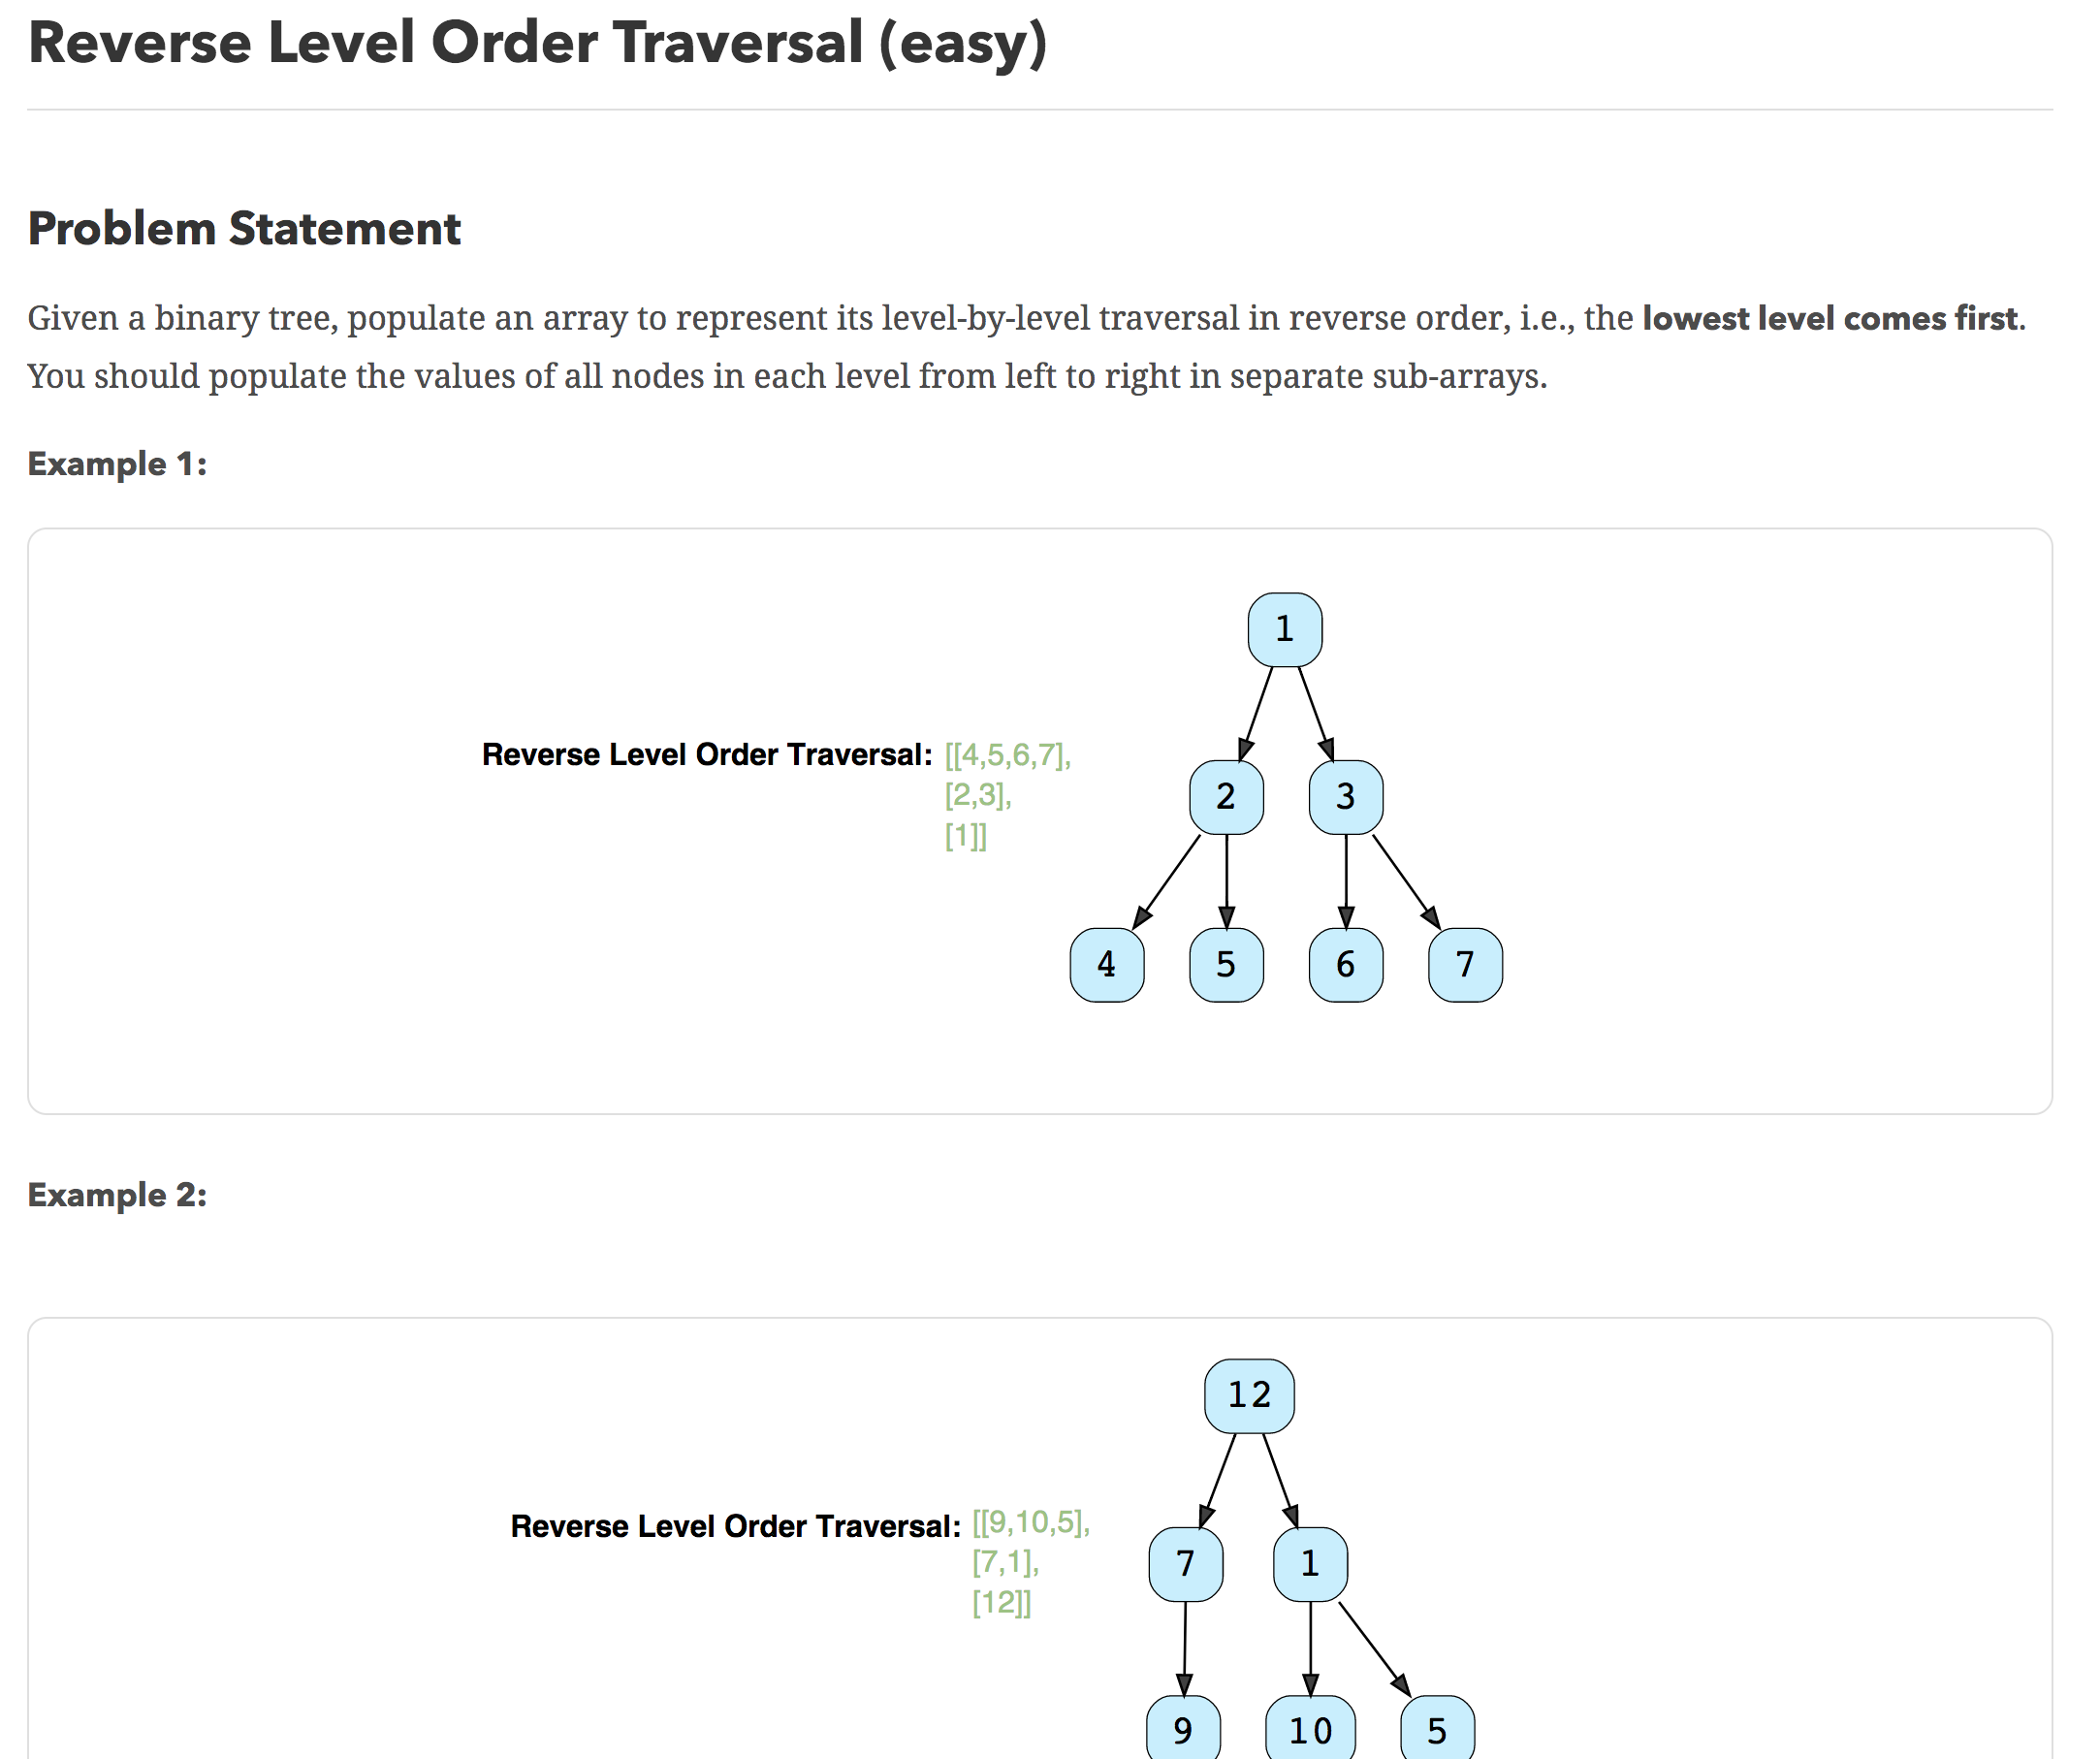 Reverse Level Order Traversal (easy)
Problem Statement
Given a binary tree, populate an array to represent its level-by-level traversal in reverse order, i.e., the lowest level comes first.
You should populate the values of all nodes in each level from left to right in separate sub-arrays.
Example 1:
1
Reverse Level Order Traversal: [[4,5,6,7],
[2,3],
[1]]
2 3
4 5 6 7
Example 2:
12
Reverse Level Order Traversal: [[9,10,5],
[7,1],
[12]]
7 1
9 10 5